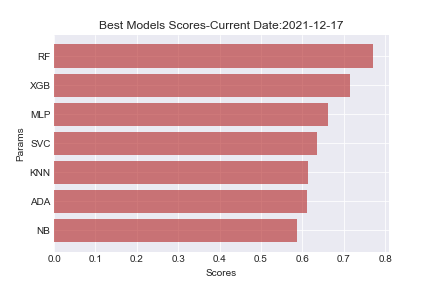 Best Models Scores-Current Date:2021-12-17
Params
RF
XGB
MLP
SVC
KNN
ADA
NB
0.0 0.1 0.2 0.3 0.4 0.5 0.6 0.7 0.8
Scores